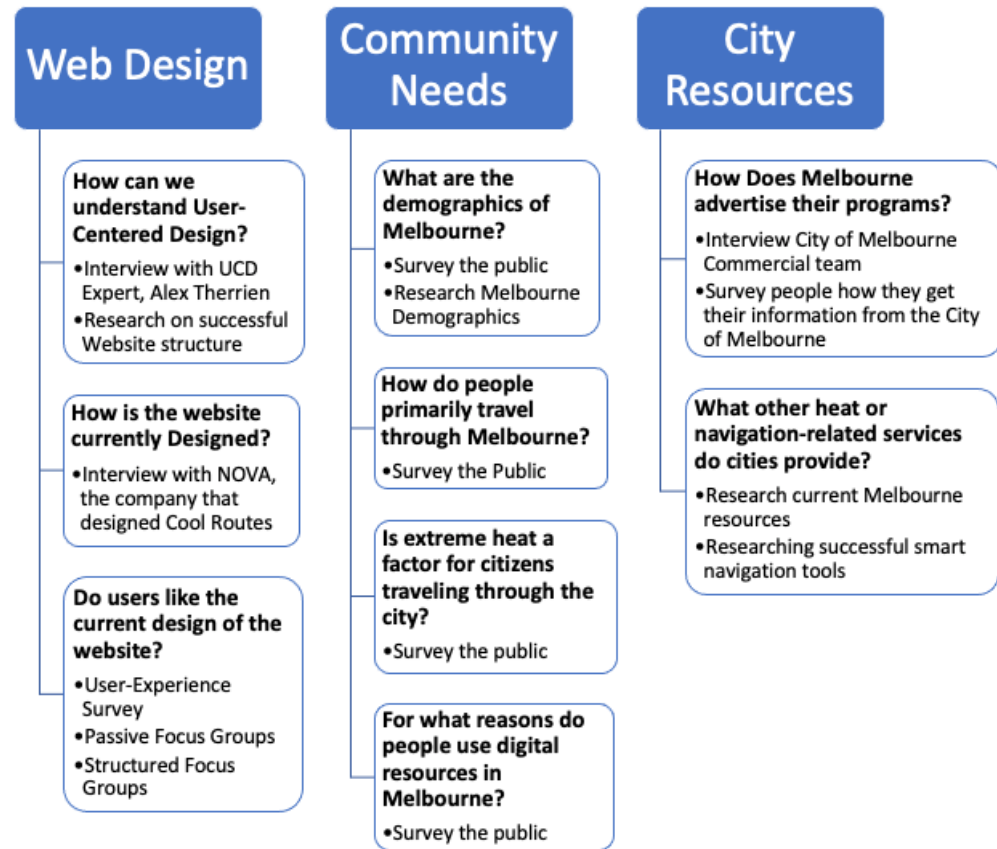 Web Design
How can we
understand User-
Centered Design?
•Interview with UCD
Expert, Alex Therrien
•Research on successful
Website structure
How is the website
currently Designed?
•Interview with NOVA,
the company that
designed Cool Routes
Do users like the
current design of the
website?
•User-Experience
Survey
•Passive Focus Groups
•Structured Focus
Groups
Community
Needs
What are the
demographics of
Melbourne?
•Survey the public
•Research Melbourne
Demographics
How do people
primarily travel
through Melbourne?
•Survey the Public
Is extreme heat a
factor for citizens
traveling through the
city?
•Survey the public
For what reasons do
people use digital
resources in
Melbourne?
•Survey the public
City
Resources
How Does Melbourne
advertise their programs?
•Interview City of Melbourne
Commercial team
•Survey people how they get
their information from the City
of Melbourne
What other heat or
navigation-related services
do cities provide?
•Research current Melbourne
resources
•Researching successful smart
navigation tools